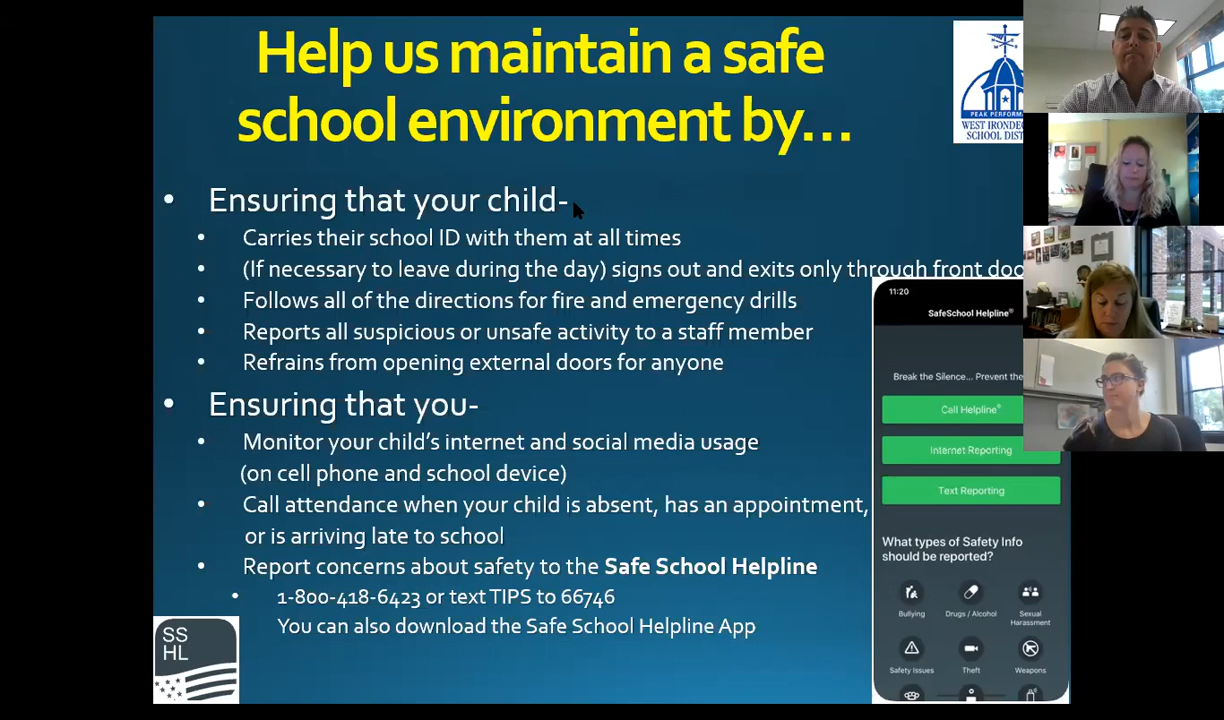 Help us maintain a safe
school environment by...
PEAK PERFORM
WEST IRONDEQ
SCHOOL DIST
• Ensuring that your child-
• Carries their school ID with them at all times
• (If necessary to leave during the day) signs out and exits only through front doo
• Follows all of the directions for fire and emergency drills
• Reports all suspicious or unsafe activity to a staff member
• Refrains from opening external doors for anyone
• Ensuring that you-
• Monitor your child's internet and social media usage
(on cell phone and school device)
• Call attendance when your child is absent, has an appointment,
or is arriving late to school
• Report concerns about safety to the Safe School Helpline
• 1-800-418-6423 or text TIPS to 66746
You can also download the Safe School Helpline App
SS
HL
11:20
SafeSchool Helpline®
Break the Silence... Prevent the
Call Helpline®
Internet Reporting
Text Reporting
What types of Safety Info
should be reported?
Bullying
Drugs / Alcohol
Sexual
Harassment
Safety Issues
Theft
Weapons